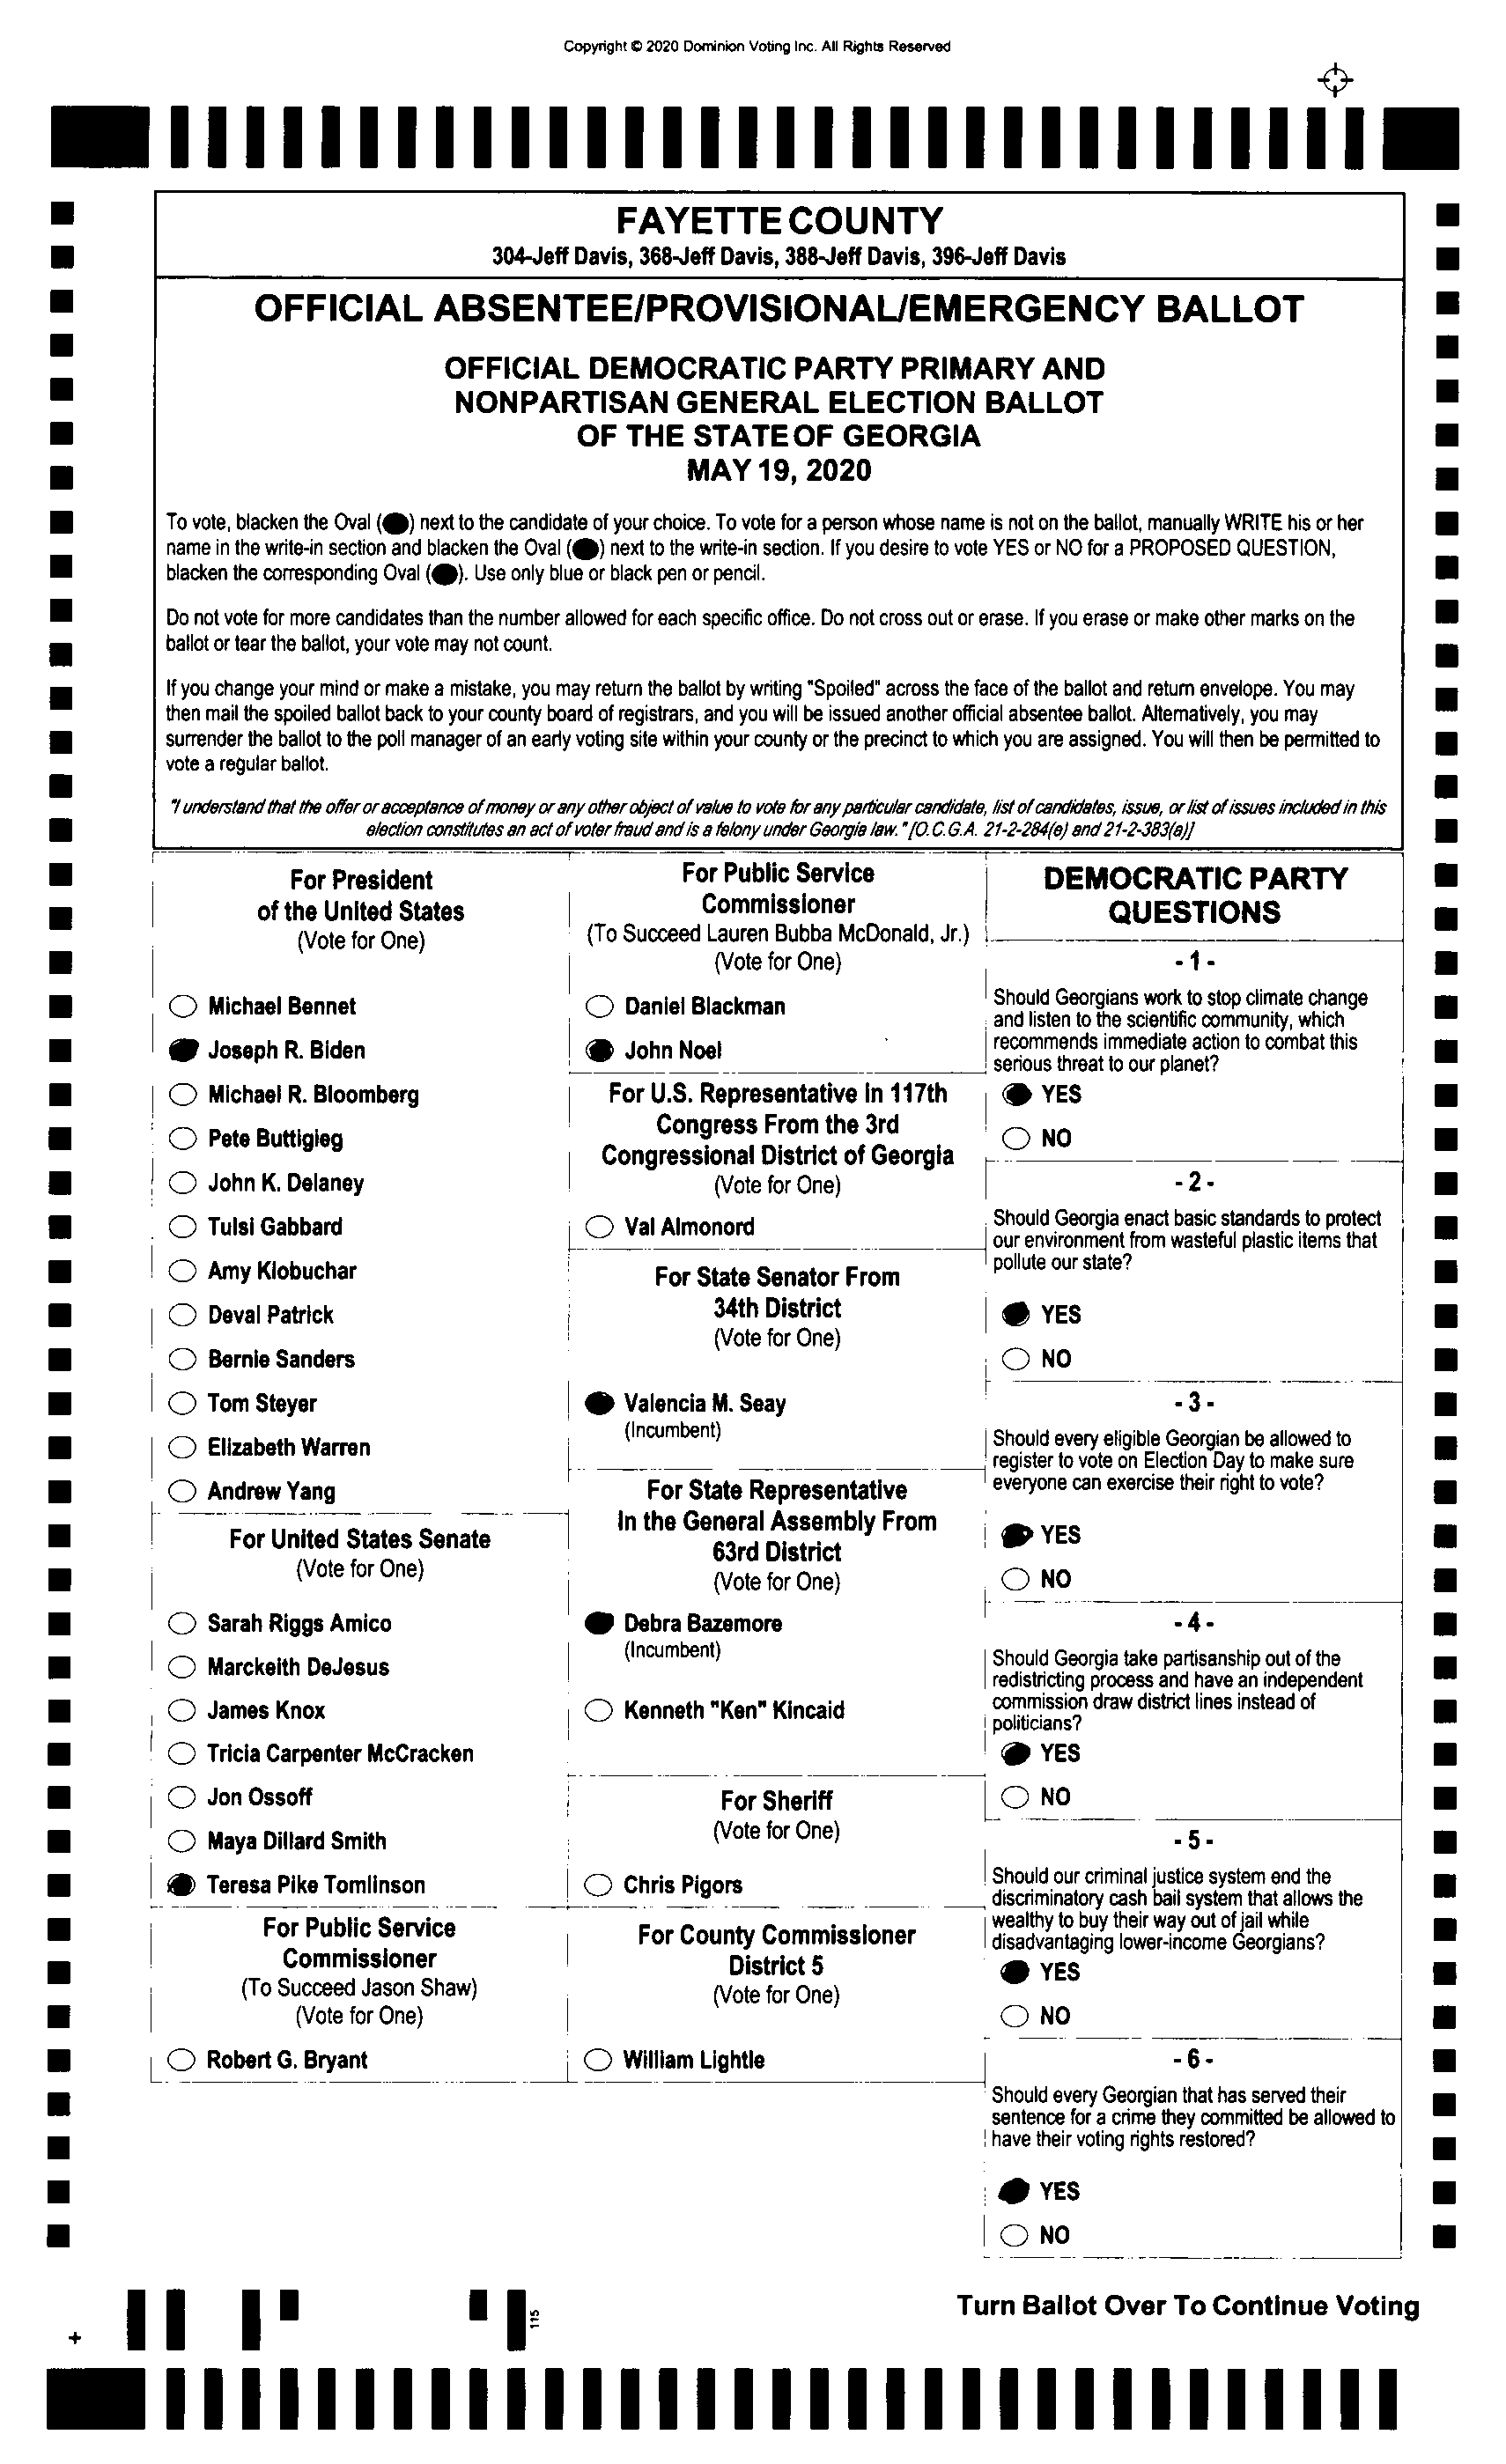 Copyright © 2020 Dominion Voting Inc. All Rights Reserved
FAYETTE COUNTY
304-Jeff Davis, 368-Jeff Davis, 388-Jeff Davis, 396-Jeff Davis
OFFICIAL ABSENTEE/PROVISIONAL/EMERGENCY BALLOT
OFFICIAL DEMOCRATIC PARTY PRIMARY AND
NONPARTISAN GENERAL ELECTION BALLOT
OF THE STATE OF GEORGIA
MAY 19, 2020
To vote, blacken the Oval (⬬) next to the candidate of your choice. To vote for a person whose name is not on the ballot, manually WRITE his or her
name in the write-in section and blacken the Oval (⬬) next to the write-in section. If you desire to vote YES or NO for a PROPOSED QUESTION,
blacken the corresponding Oval (⬬). Use only blue or black pen or pencil.
Do not vote for more candidates than the number allowed for each specific office. Do not cross out or erase. If you erase or make other marks on the
ballot or tear the ballot, your vote may not count.
If you change your mind or make a mistake, you may return the ballot by writing "Spoiled" across the face of the ballot and return envelope. You may
then mail the spoiled ballot back to your county board of registrars, and you will be issued another official absentee ballot. Alternatively, you may
surrender the ballot to the poll manager of an early voting site within your county or the precinct to which you are assigned. You will then be permitted to
vote a regular ballot.
"I understand that the offer or acceptance of money or any other object of value to vote for any particular candidate, list of candidates, issue, or list of issues included in this
election constitutes an act of voter fraud and is a felony under Georgia law." [O.C.G.A. 21-2-284(e) and 21-2-383(a)]
For President
of the United States
(Vote for One)
Michael Bennet
Joseph R. Biden
Michael R. Bloomberg
Pete Buttigieg
John K. Delaney
Tulsi Gabbard
Amy Klobuchar
Deval Patrick
Bernie Sanders
Tom Steyer
Elizabeth Warren
Andrew Yang
For United States Senate
(Vote for One)
Sarah Riggs Amico
Marckeith DeJesus
James Knox
Tricia Carpenter McCracken
Jon Ossoff
Maya Dillard Smith
Teresa Pike Tomlinson
For Public Service
Commissioner
(To Succeed Jason Shaw)
(Vote for One)
Robert G. Bryant
For Public Service
Commissioner
(To Succeed Lauren Bubba McDonald, Jr.)
(Vote for One)
Daniel Blackman
John Noel
For U.S. Representative in 117th
Congress From the 3rd
Congressional District of Georgia
(Vote for One)
Val Almonord
For State Senator From
34th District
(Vote for One)
Valencia M. Seay
(Incumbent)
For State Representative
In the General Assembly From
63rd District
(Vote for One)
Debra Bazemore
(Incumbent)
Kenneth "Ken" Kincaid
For Sheriff
(Vote for One)
Chris Pigors
For County Commissioner
District 5
(Vote for One)
William Lightle
DEMOCRATIC PARTY
QUESTIONS
- 1 -
Should Georgians work to stop climate change
and listen to the scientific community, which
recommends immediate action to combat this
serious threat to our planet?
YES
NO
- 2 -
Should Georgia enact basic standards to protect
our environment from wasteful plastic items that
pollute our state?
YES
NO
- 3 -
Should every eligible Georgian be allowed to
register to vote on Election Day to make sure
everyone can exercise their right to vote?
YES
NO
- 4 -
Should Georgia take partisanship out of the
redistricting process and have an independent
commission draw district lines instead of
politicians?
YES
NO
- 5 -
Should our criminal justice system end the
discriminatory cash bail system that allows the
wealthy to buy their way out of jail while
disadvantaging lower-income Georgians?
YES
NO
- 6 -
Should every Georgian that has served their
sentence for a crime they committed be allowed to
have their voting rights restored?
YES
NO
115
Turn Ballot Over To Continue Voting